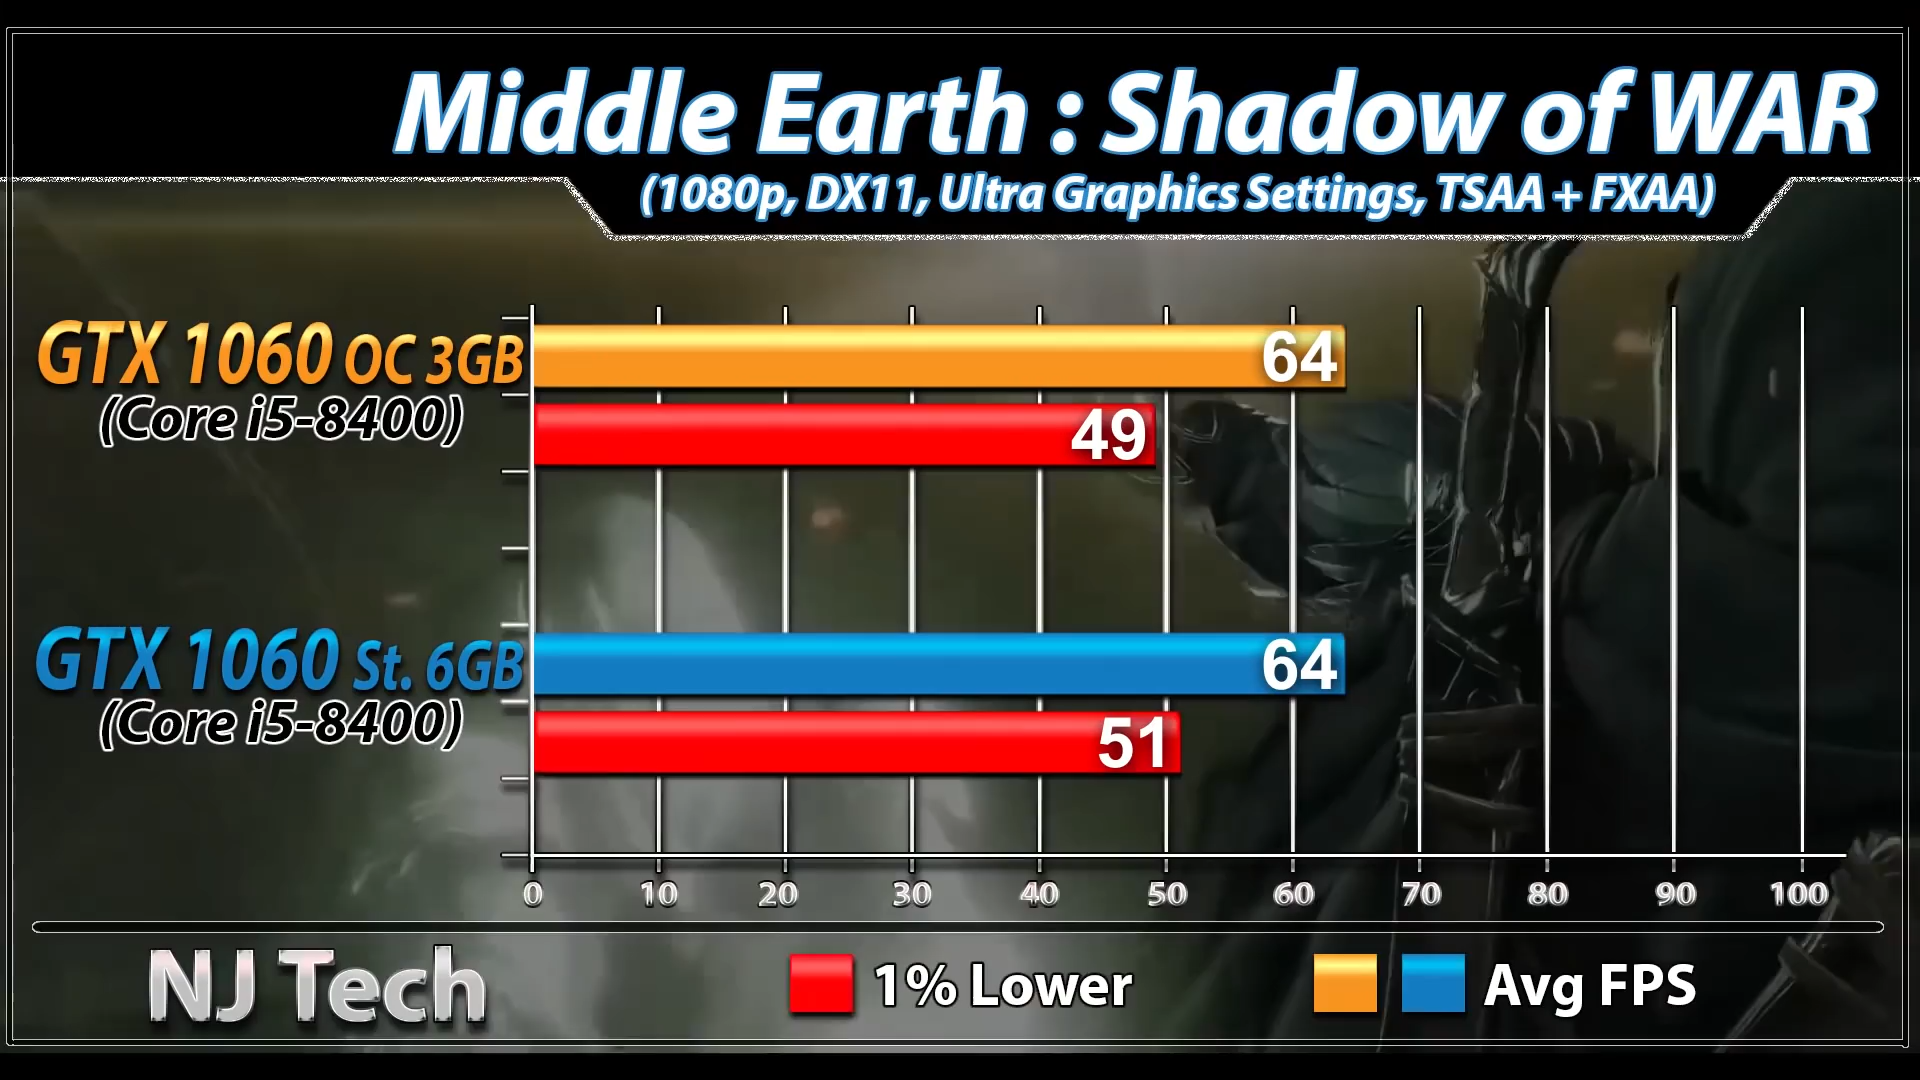 Middle Earth : Shadow of WAR
(1080p, DX11, Ultra Graphics Settings, TSAA + FXAA)
GTX 1060 OC 3GB
(Core i5-8400)
64
49
GTX 1060 St. 6GB
(Core i5-8400)
64
51
0 10 20 30 40 50 60 70 80 90 100
NJ Tech
1% Lower
Avg FPS